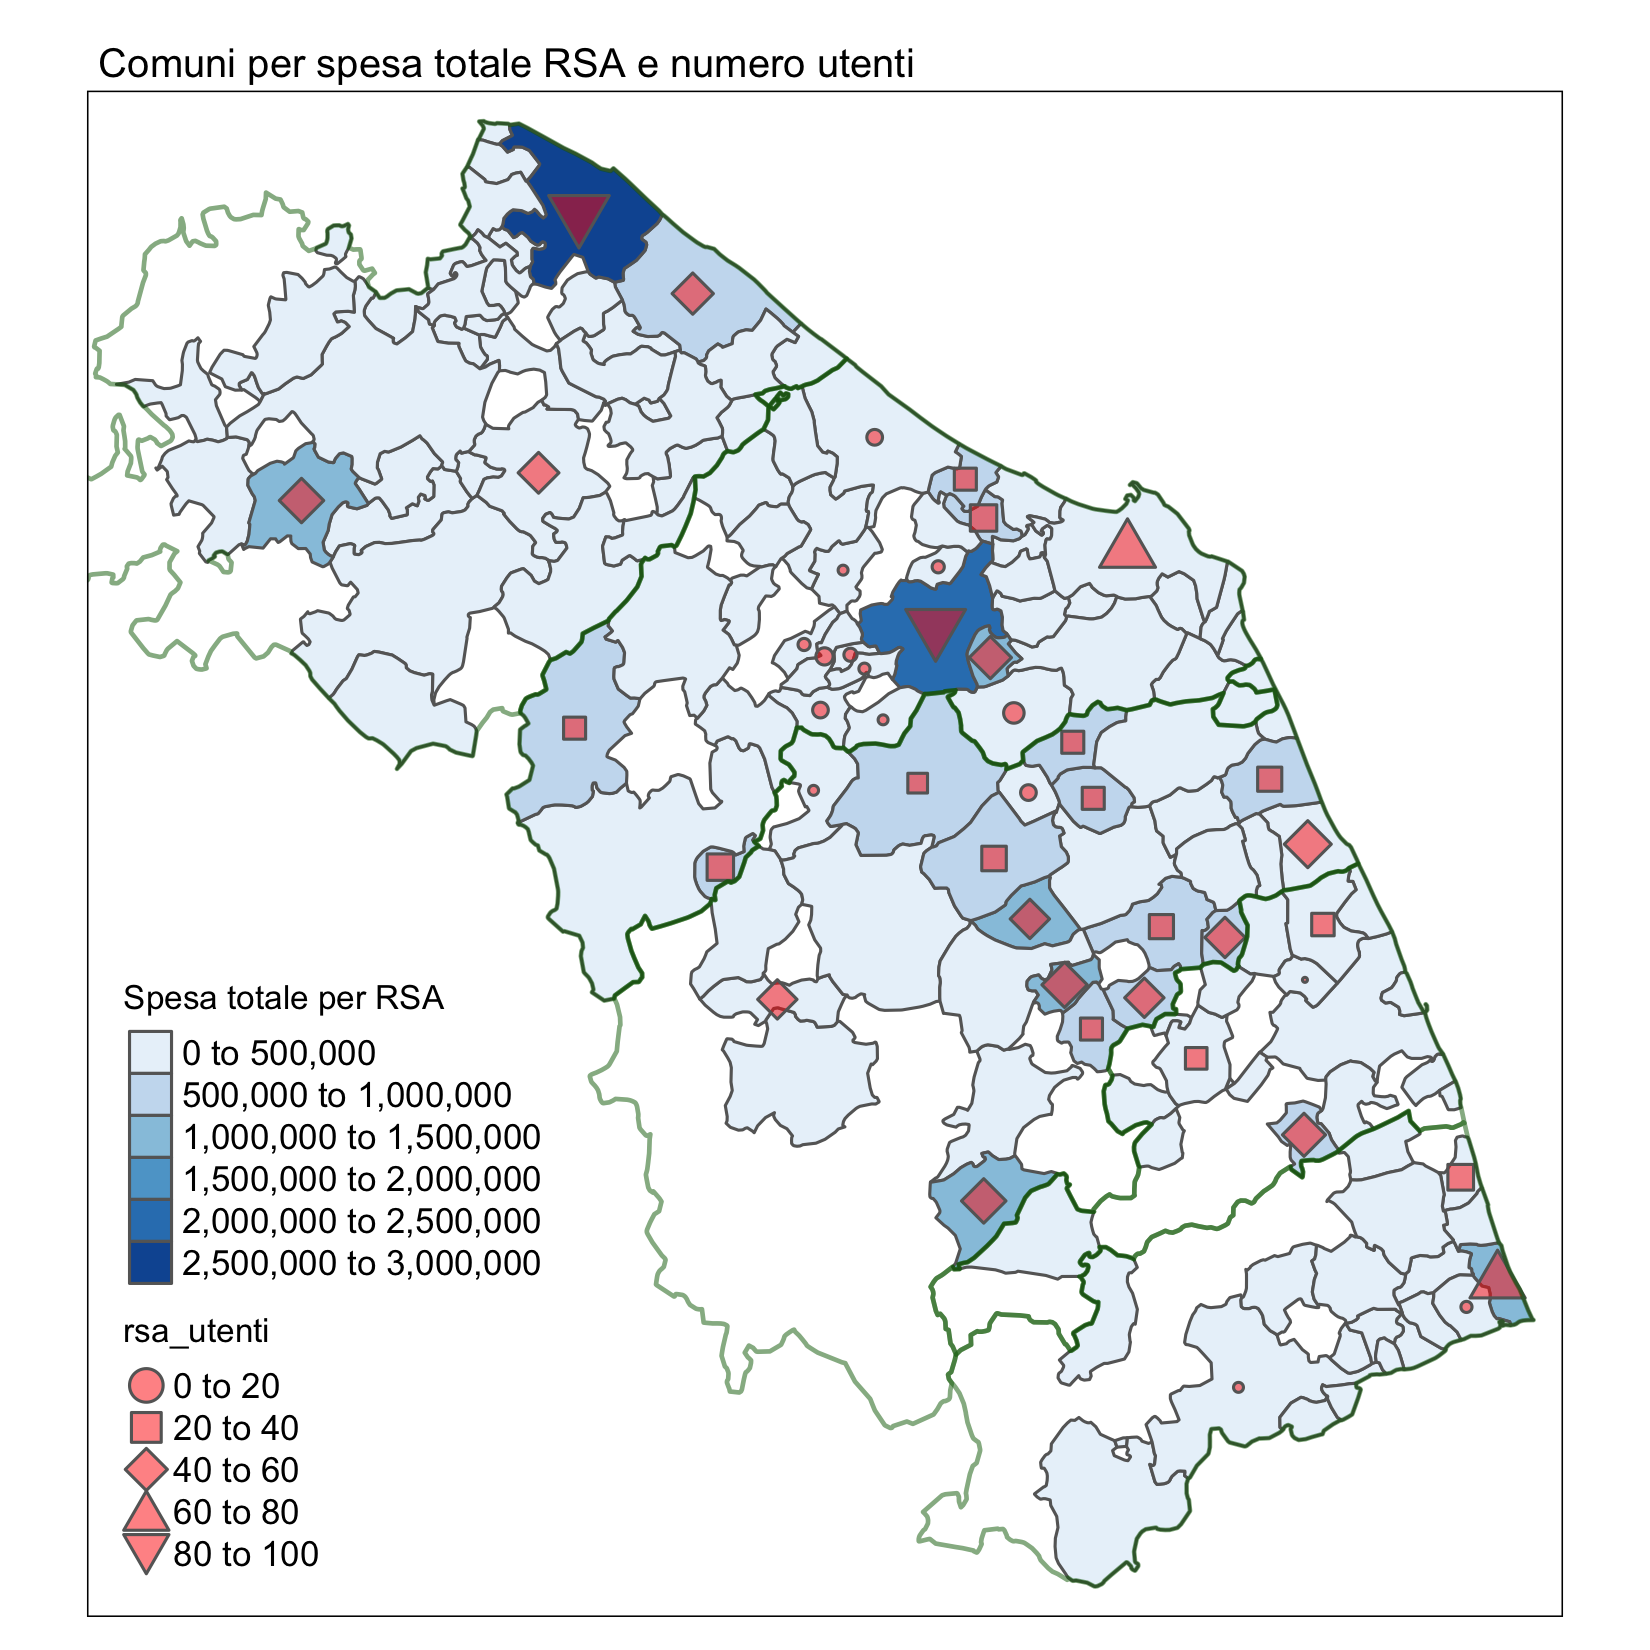 Comuni per spesa totale RSA e numero utenti
Spesa totale per RSA
0 to 500,000
500,000 to 1,000,000
1,000,000 to 1,500,000
1,500,000 to 2,000,000
2,000,000 to 2,500,000
2,500,000 to 3,000,000
rsa_utenti
0 to 20
20 to 40
40 to 60
60 to 80
80 to 100